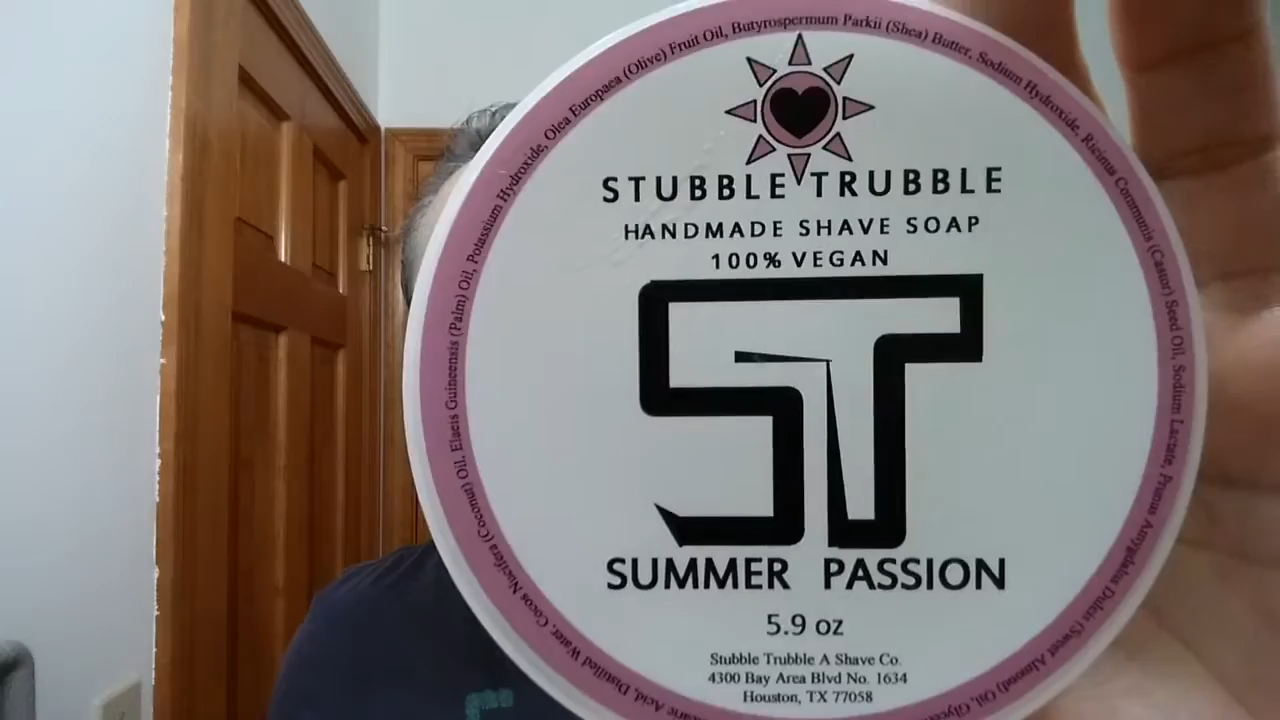 Stearic Acid, Distilled Water, Cocos Nucifera (Coconut) Oil, Elaeis Guineensis (Palm) Oil, Potassium Hydroxide, Olea Europaea (Olive) Fruit Oil, Butyrospermum Parkii (Shea) Butter, Sodium Hydroxide, Ricinus Communis (Castor) Seed Oil, Sodium Lactate, Prunus Amygdalus Dulcis (Sweet Almond) Oil,
STUBBLE TRUBBLE
HANDMADE SHAVE SOAP
100% VEGAN
ST
SUMMER PASSION
5.9 oz
Stubble Trubble A Shave Co.
4300 Bay Area Blvd No. 1634
Houston, TX 77058